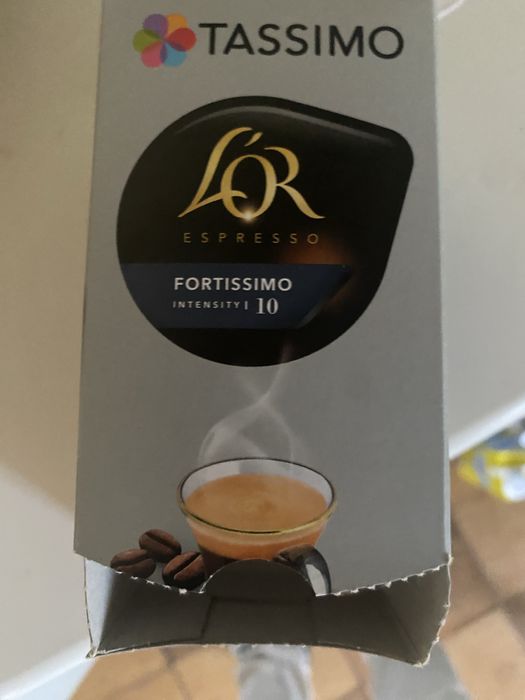 TASSIMO
L'OR
ESPRESSO
FORTISSIMO
INTENSITY | 10